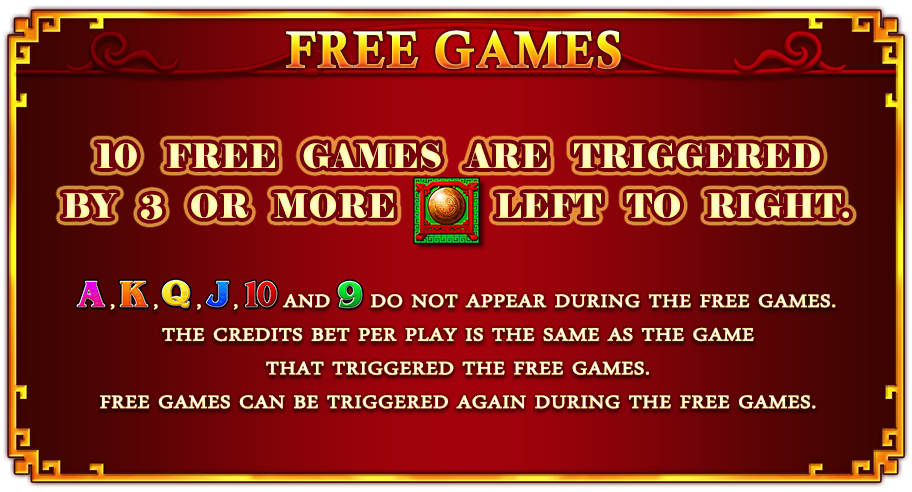 FREE GAMES
10 FREE GAMES ARE TRIGGERED
BY 3 OR MORE LEFT TO RIGHT.
A, K, Q, J, 10 AND 9 DO NOT APPEAR DURING THE FREE GAMES.
THE CREDITS BET PER PLAY IS THE SAME AS THE GAME
THAT TRIGGERED THE FREE GAMES.
FREE GAMES CAN BE TRIGGERED AGAIN DURING THE FREE GAMES.